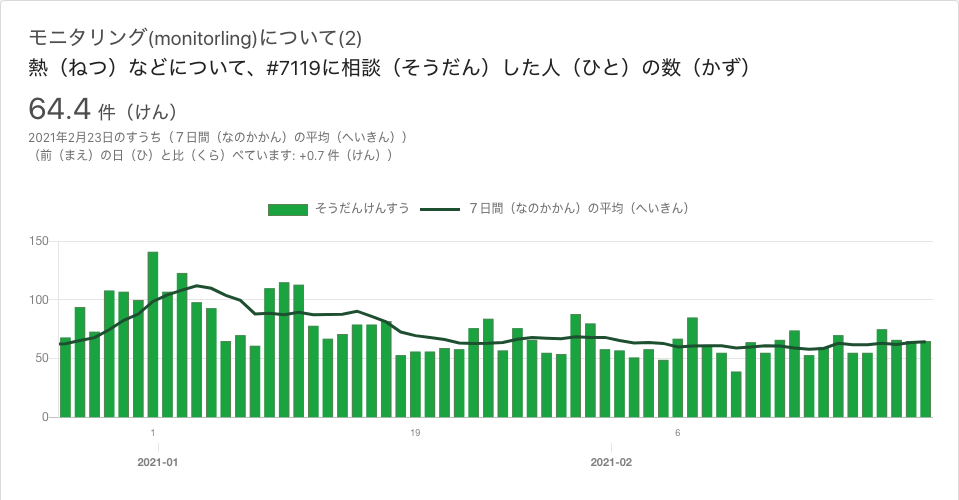 モニタリング(monitorling)について(2)
熱（ねつ）などについて、#7119に相談（そうだん）した人（ひと）の数（かず）
64.4 件（けん）
2021年2月23日のすうち（７日間（なのかかん）の平均（へいきん））
（前（まえ）の日（ひ）と比（くら）べています: +0.7 件（けん））
そうだんけんすう ７日間（なのかかん）の平均（へいきん）
150
100
50
0
1 19 6
2021-01 2021-02